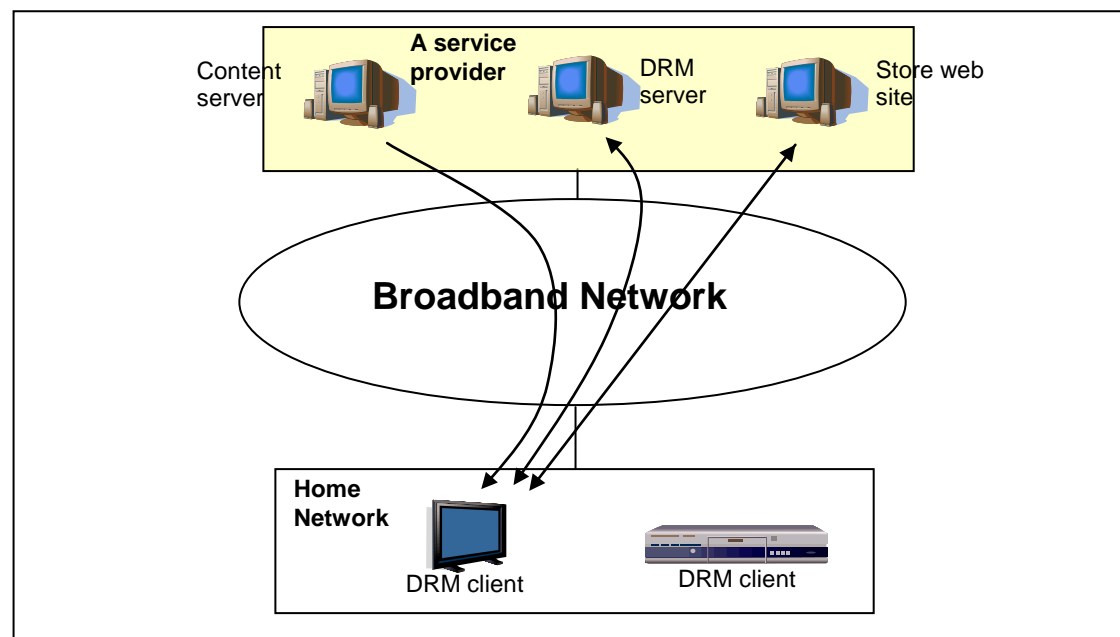 A service
provider
Content
server
DRM
server
Store web
site
Broadband Network
Home
Network
DRM client
DRM client